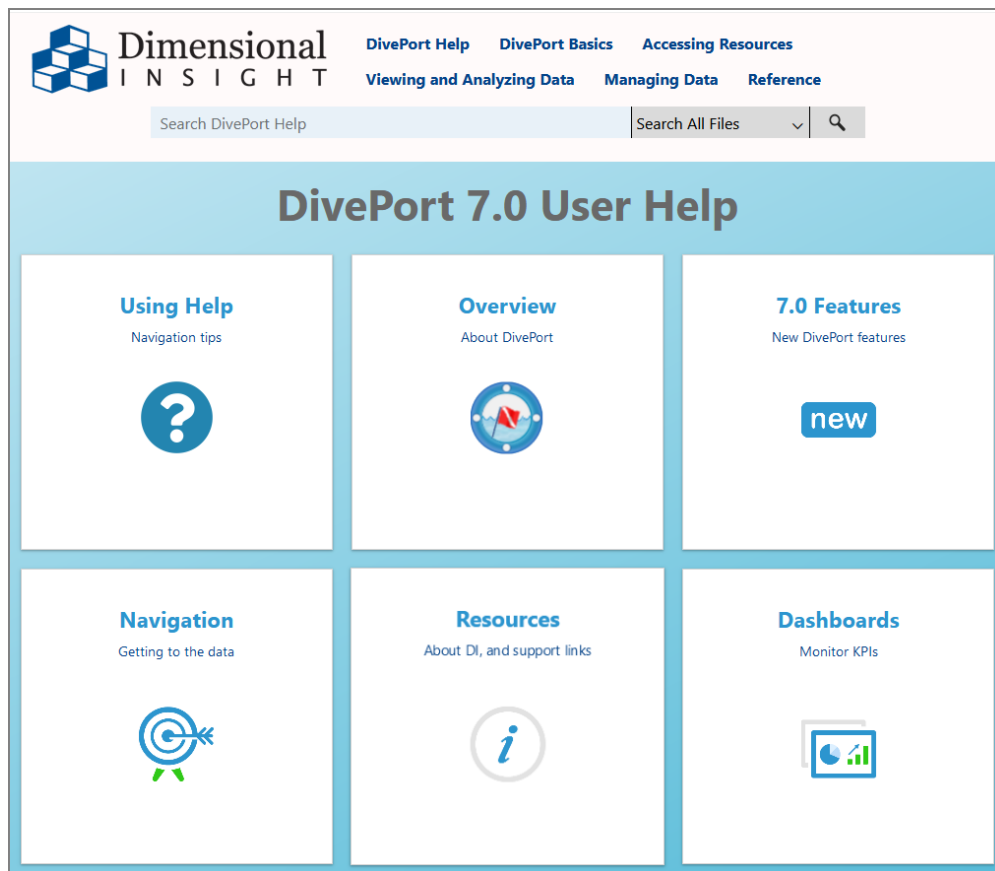 Dimensional
INSIGHT
DivePort Help DivePort Basics Accessing Resources
Viewing and Analyzing Data Managing Data Reference
Search DivePort Help Search All Files
DivePort 7.0 User Help
Using Help
Navigation tips
Overview
About DivePort
7.0 Features
New DivePort features
new
Navigation
Getting to the data
Resources
About DI, and support links
i
Dashboards
Monitor KPIs